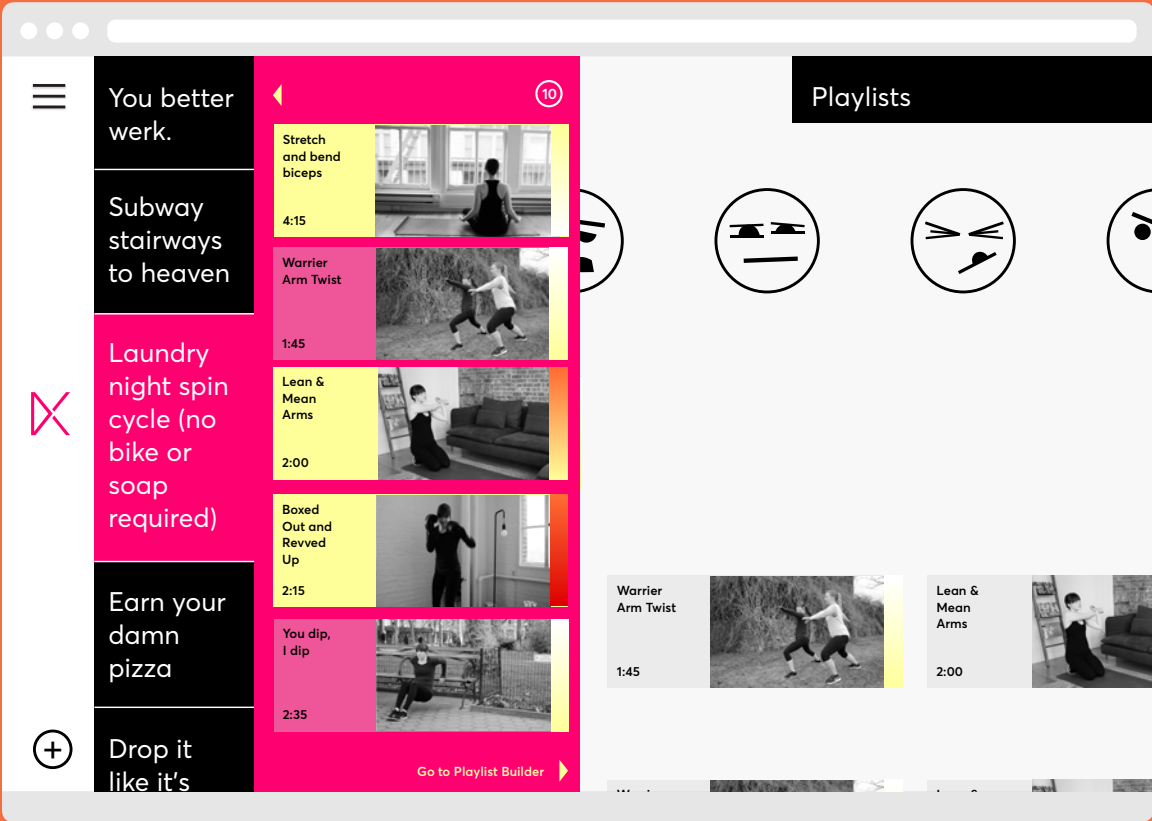 You better
werk.
Subway
stairways
to heaven
Laundry
night spin
cycle (no
bike or
soap
required)
Earn your
damn
pizza
Drop it
like it's
10
Stretch
and bend
biceps
4:15
Warrier
Arm Twist
1:45
Lean &
Mean
Arms
2:00
Boxed
Out and
Revved
Up
2:15
You dip,
I dip
2:35
Go to Playlist Builder
Playlists
Warrier
Arm Twist
1:45
Lean &
Mean
Arms
2:00